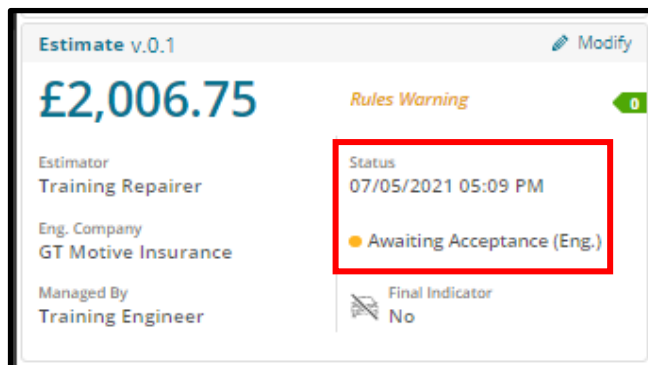 Estimate v.0.1
Modify
£2,006.75
Rules Warning
0
Estimator
Training Repairer
Status
07/05/2021 05:09 PM
Eng. Company
GT Motive Insurance
Awaiting Acceptance (Eng.)
Managed By
Training Engineer
Final Indicator
No